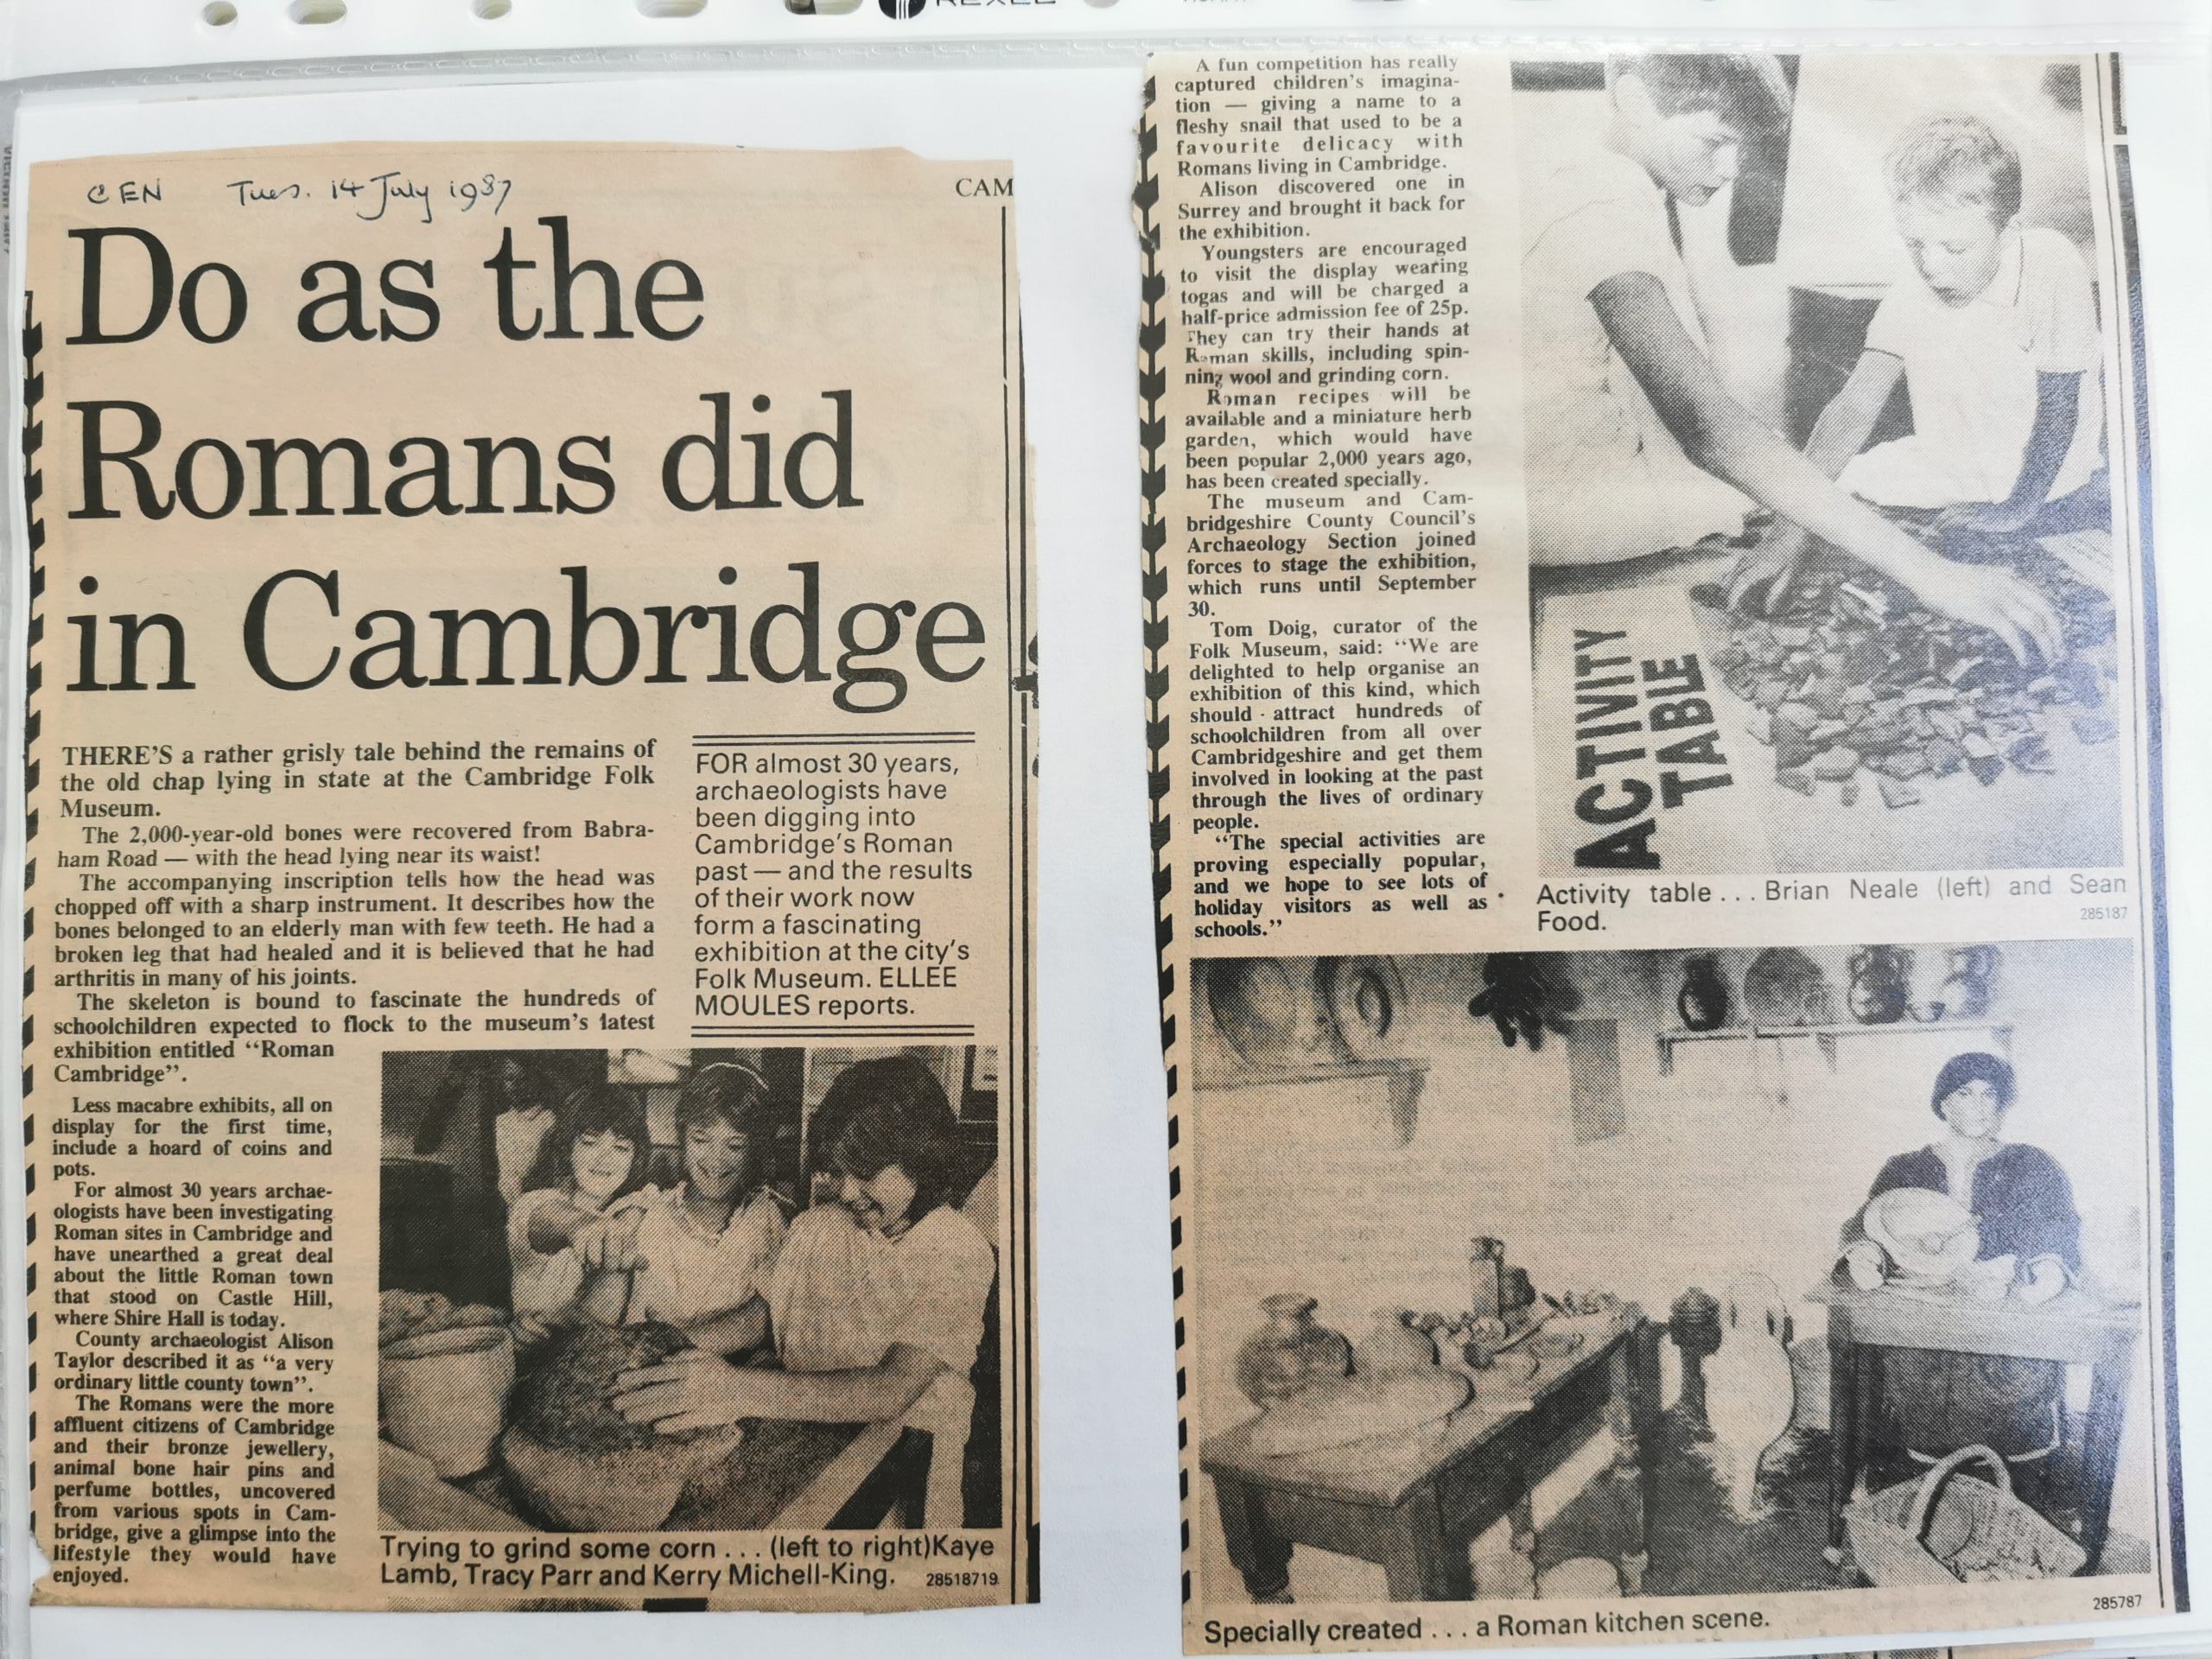 REXEL
CEN Tues. 14 July 1987
CAM
Do as the
Romans did
in Cambridge
THERE'S a rather grisly tale behind the remains of
the old chap lying in state at the Cambridge Folk
Museum.
The 2,000-year-old bones were recovered from Babra-
ham Road — with the head lying near its waist!
The accompanying inscription tells how the head was
chopped off with a sharp instrument. It describes how the
bones belonged to an elderly man with few teeth. He had a
broken leg that had healed and it is believed that he had
arthritis in many of his joints.
The skeleton is bound to fascinate the hundreds of
schoolchildren expected to flock to the museum's latest
exhibition entitled "Roman
Cambridge".
Less macabre exhibits, all on
display for the first time,
include a hoard of coins and
pots.
For almost 30 years archae-
ologists have been investigating
Roman sites in Cambridge and
have unearthed a great deal
about the little Roman town
that stood on Castle Hill,
where Shire Hall is today.
County archaeologist Alison
Taylor described it as "a very
ordinary little county town".
The Romans were the more
affluent citizens of Cambridge
and their bronze jewellery,
animal bone hair pins and
perfume bottles, uncovered
from various spots in Cam-
bridge, give a glimpse into the
lifestyle they would have
enjoyed.
FOR almost 30 years,
archaeologists have
been digging into
Cambridge's Roman
past — and the results
of their work now
form a fascinating
exhibition at the city's
Folk Museum. ELLEE
MOULES reports.
Trying to grind some corn . . . (left to right)Kaye
Lamb, Tracy Parr and Kerry Michell-King. 28518719
A fun competition has really
captured children's imagina-
tion — giving a name to a
fleshy snail that used to be a
favourite delicacy with
Romans living in Cambridge.
Alison discovered one in
Surrey and brought it back for
the exhibition.
Youngsters are encouraged
to visit the display wearing
togas and will be charged a
half-price admission fee of 25p.
They can try their hands at
Roman skills, including spin-
ning wool and grinding corn.
Roman recipes will be
available and a miniature herb
garden, which would have
been popular 2,000 years ago,
has been created specially.
The museum and Cam-
bridgeshire County Council's
Archaeology Section joined
forces to stage the exhibition,
which runs until September
30.
Tom Doig, curator of the
Folk Museum, said: "We are
delighted to help organise an
exhibition of this kind, which
should attract hundreds of
schoolchildren from all over
Cambridgeshire and get them
involved in looking at the past
through the lives of ordinary
people.
"The special activities are
proving especially popular,
and we hope to see lots of
holiday visitors as well as
schools."
ACTIVITY
TABLE
Activity table . . . Brian Neale (left) and Sean
Food. 285187
285787
Specially created . . . a Roman kitchen scene.